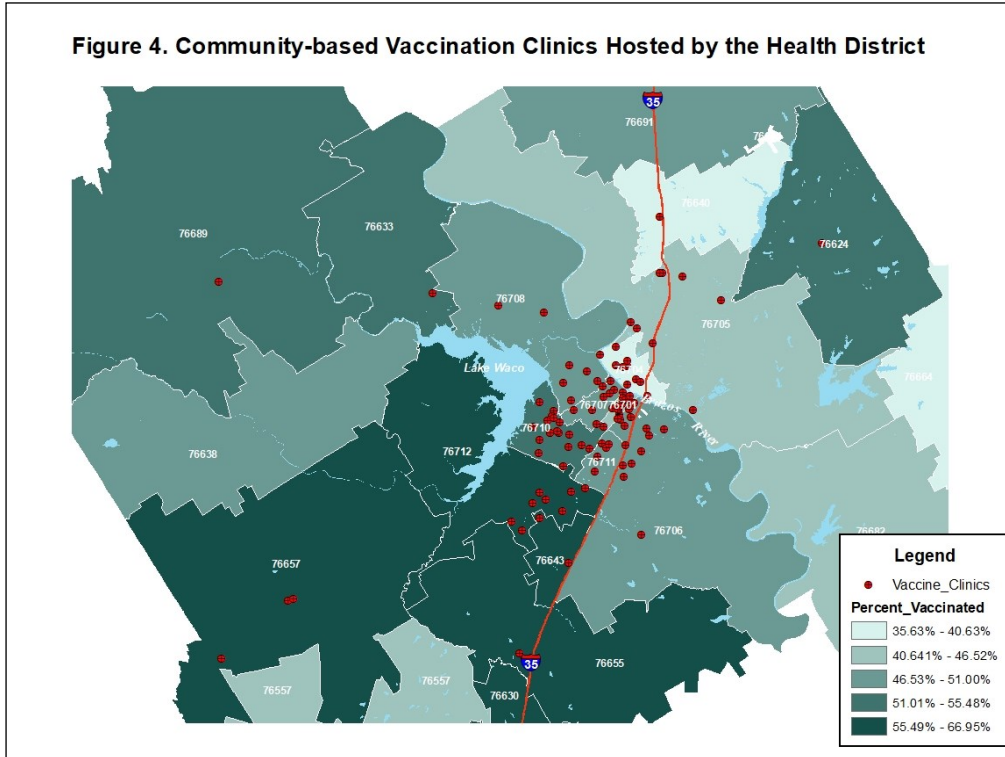 Figure 4. Community-based Vaccination Clinics Hosted by the Health District
35
76691
76640
76689
76633
76624
76708
76705
Lake Waco
76664
76707
76701
Brazos
River
76710
76712
76638
76711
76706
76682
76643
76657
35
76655
76557
76557
76630
Legend
Vaccine_Clinics
Percent_Vaccinated
35.63% - 40.63%
40.641% - 46.52%
46.53% - 51.00%
51.01% - 55.48%
55.49% - 66.95%